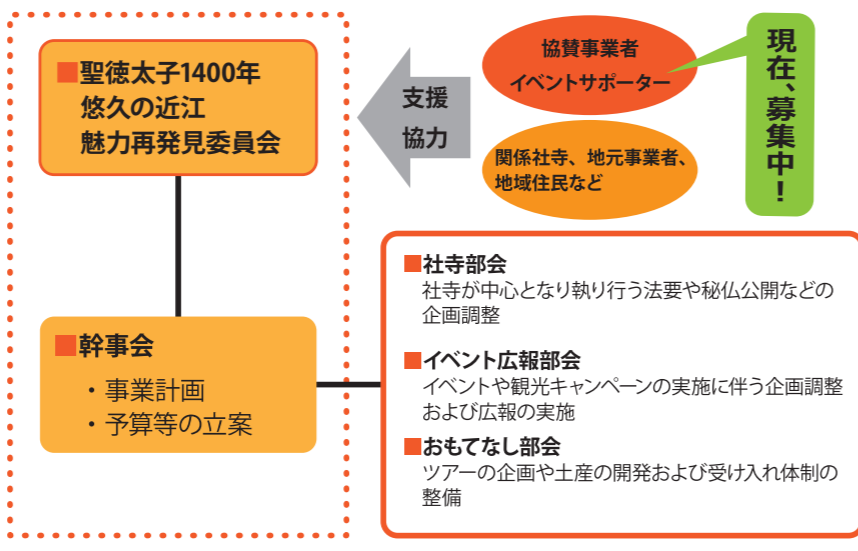 ■聖徳太子1400年
悠久の近江
魅力再発見委員会
支援
協力
協賛事業者
イベントサポーター
現在、募集中！
関係社寺、地元事業者、
地域住民など
■幹事会
・事業計画
・予算等の立案
■社寺部会
社寺が中心となり執り行う法要や秘仏公開などの
企画調整
■イベント広報部会
イベントや観光キャンペーンの実施に伴う企画調整
および広報の実施
■おもてなし部会
ツアーの企画や土産の開発および受け入れ体制の
整備